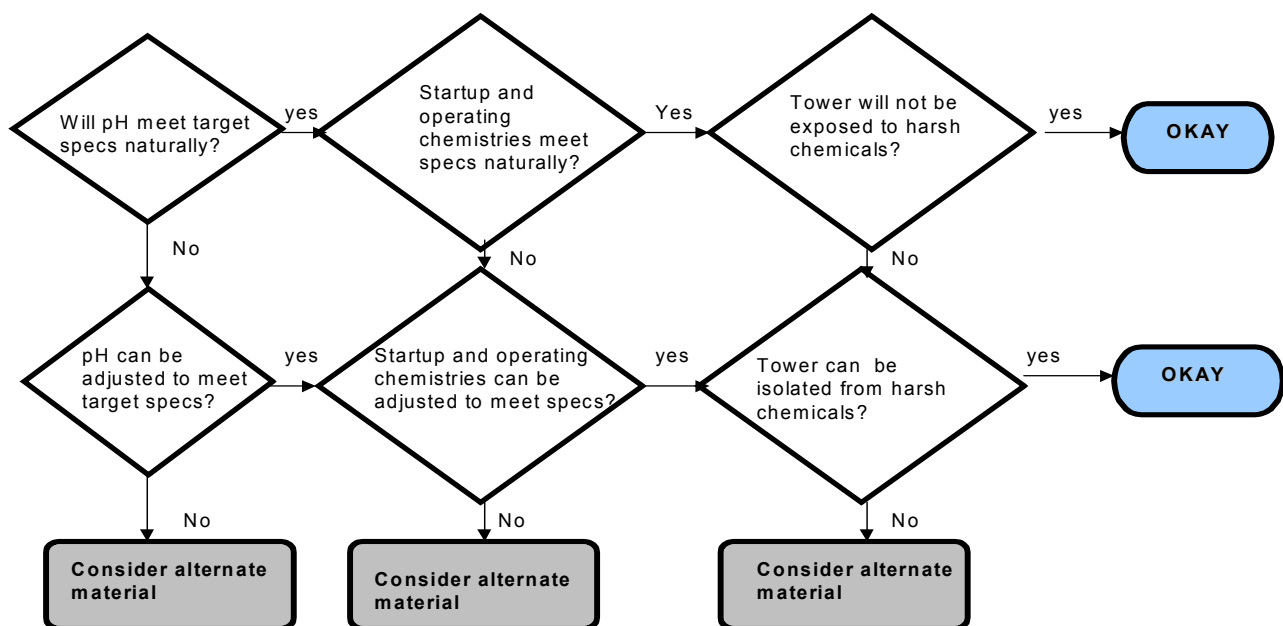 Will pH meet target
specs naturally?
yes
Startup and
operating
chemistries meet
specs naturally?
Yes
Tower will not be
exposed to harsh
chemicals?
yes
OKAY
No
No
No
pH can be
adjusted to meet
target specs?
yes
Startup and operating
chemistries can be
adjusted to meet specs?
yes
Tower can be
isolated from harsh
chemicals?
yes
OKAY
No
No
No
Consider alternate
material
Consider alternate
material
Consider alternate
material